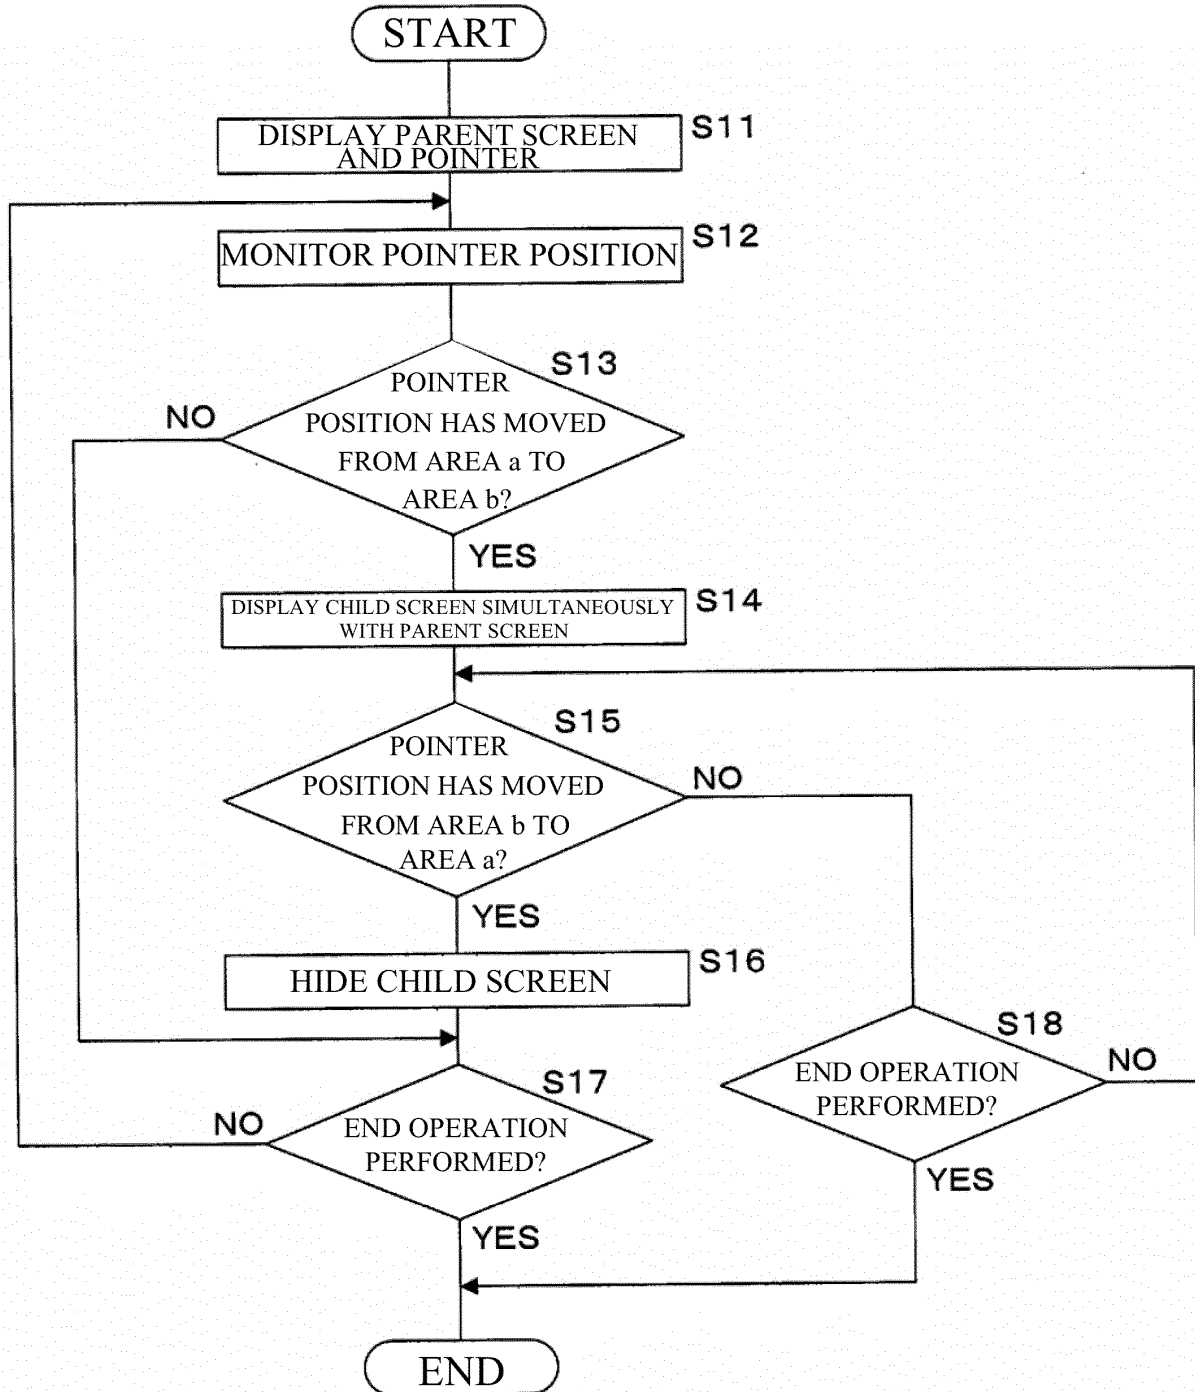 START
DISPLAY PARENT SCREEN
AND POINTER
S11
MONITOR POINTER POSITION
S12
S13
POINTER
POSITION HAS MOVED
FROM AREA a TO
AREA b?
NO
YES
DISPLAY CHILD SCREEN SIMULTANEOUSLY
WITH PARENT SCREEN
S14
S15
POINTER
POSITION HAS MOVED
FROM AREA b TO
AREA a?
NO
YES
HIDE CHILD SCREEN
S16
S17
END OPERATION
PERFORMED?
NO
YES
S18
END OPERATION
PERFORMED?
NO
YES
END